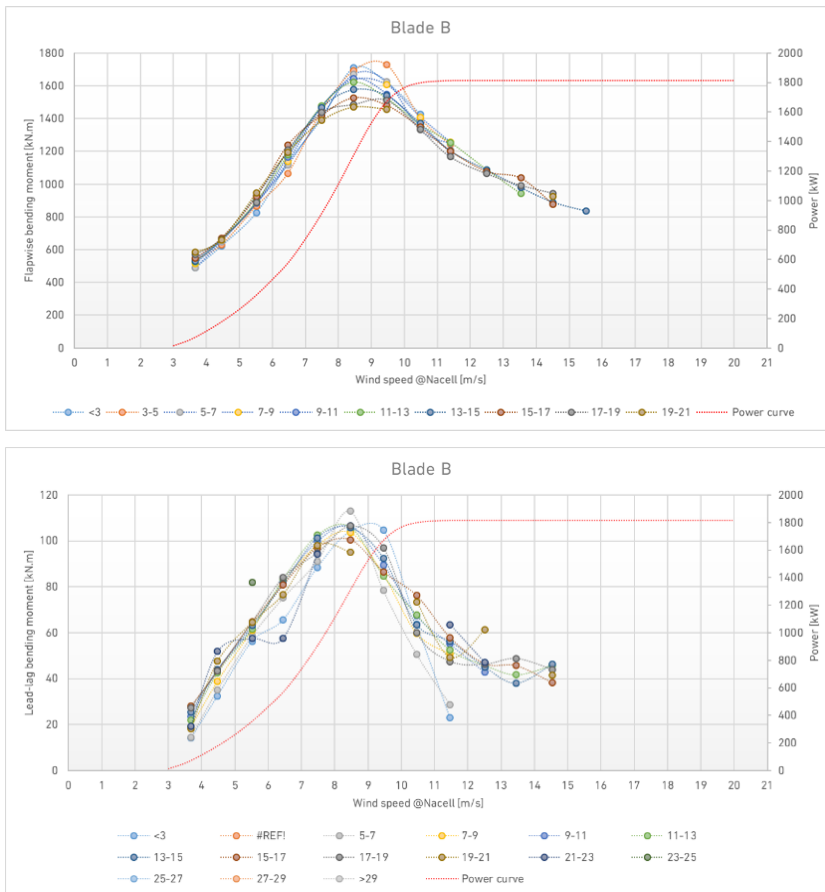 Blade B
1800
1600
1400
1200
1000
800
600
400
200
0
Flapwise bending moment [kN.m]
2000
1800
1600
1400
1200
1000
800
600
400
200
0
Power [kW]
0 1 2 3 4 5 6 7 8 9 10 11 12 13 14 15 16 17 18 19 20 21
Wind speed @Nacell [m/s]
<3 3-5 5-7 7-9 9-11 11-13 13-15 15-17 17-19 19-21 Power curve
Blade B
120
100
80
60
40
20
0
Lead-lag bending moment [kN.m]
2000
1800
1600
1400
1200
1000
800
600
400
200
0
Power [kW]
0 1 2 3 4 5 6 7 8 9 10 11 12 13 14 15 16 17 18 19 20 21
Wind speed @Nacell [m/s]
<3 #REF! 5-7 7-9 9-11 11-13
13-15 15-17 17-19 19-21 21-23 23-25
25-27 27-29 >29 Power curve